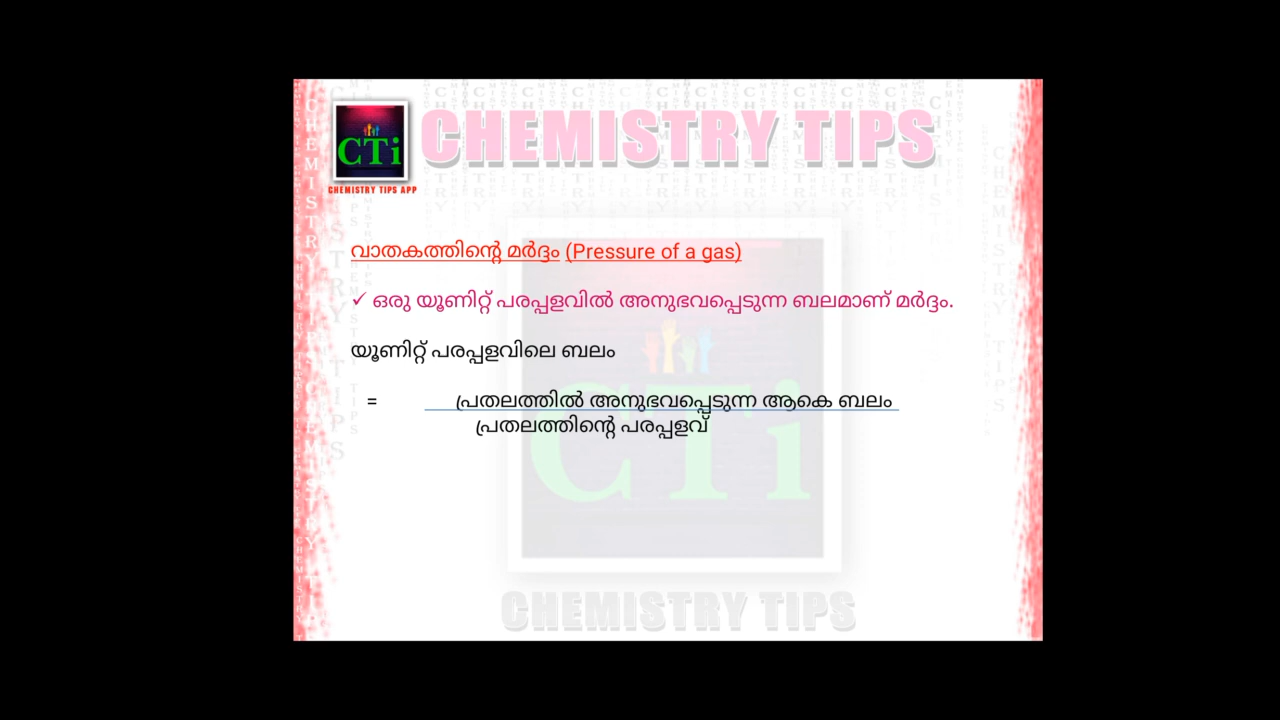 CHEMISTRY TIPS
CTi
CHEMISTRY TIPS APP
വാതകത്തിന്റെ മർദ്ദം (Pressure of a gas)
✓ ഒരു യൂണിറ്റ് പരപ്പളവിൽ അനുഭവപ്പെടുന്ന ബലമാണ് മർദ്ദം.
യൂണിറ്റ് പരപ്പളവിലെ ബലം
= പ്രതലത്തിൽ അനുഭവപ്പെടുന്ന ആകെ ബലം
പ്രതലത്തിന്റെ പരപ്പളവ്
CTi
CHEMISTRY TIPS